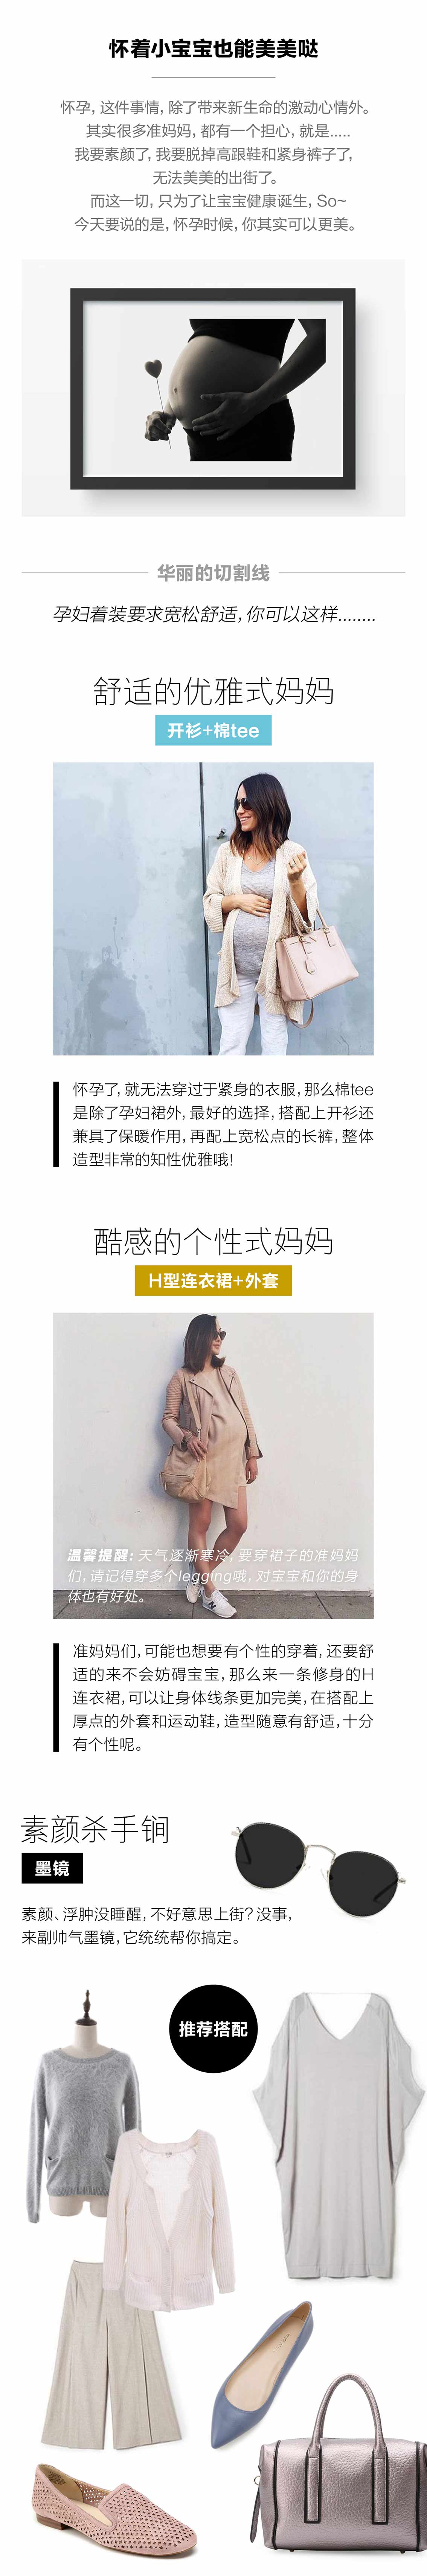 怀着小宝宝也能美美哒
怀孕，这件事情，除了带来新生命的激动心情外。
其实很多准妈妈，都有一个担心，就是.....
我要素颜了，我要脱掉高跟鞋和紧身裤子了，
无法美美的出街了。
而这一切，只为了让宝宝健康诞生，So~
今天要说的是，怀孕时候，你其实可以更美。
华丽的切割线
孕妇着装要求宽松舒适，你可以这样........
舒适的优雅式妈妈
开衫+棉tee
怀孕了，就无法穿过于紧身的衣服，那么棉tee
是除了孕妇裙外，最好的选择，搭配上开衫还
兼具了保暖作用，再配上宽松点的长裤，整体
造型非常的知性优雅哦!
酷感的个性式妈妈
H型连衣裙+外套
温馨提醒：天气逐渐寒冷，要穿裙子的准妈妈
们，请记得穿多个legging哦，对宝宝和你的身
体也有好处。
准妈妈们，可能也想要有个性的穿着，还要舒
适的来不会妨碍宝宝，那么来一条修身的H
连衣裙，可以让身体线条更加完美，在搭配上
厚点的外套和运动鞋，造型随意有舒适，十分
有个性呢。
素颜杀手锏
墨镜
素颜、浮肿没睡醒，不好意思上街？没事，
来副帅气墨镜，它统统帮你搞定。
推荐搭配